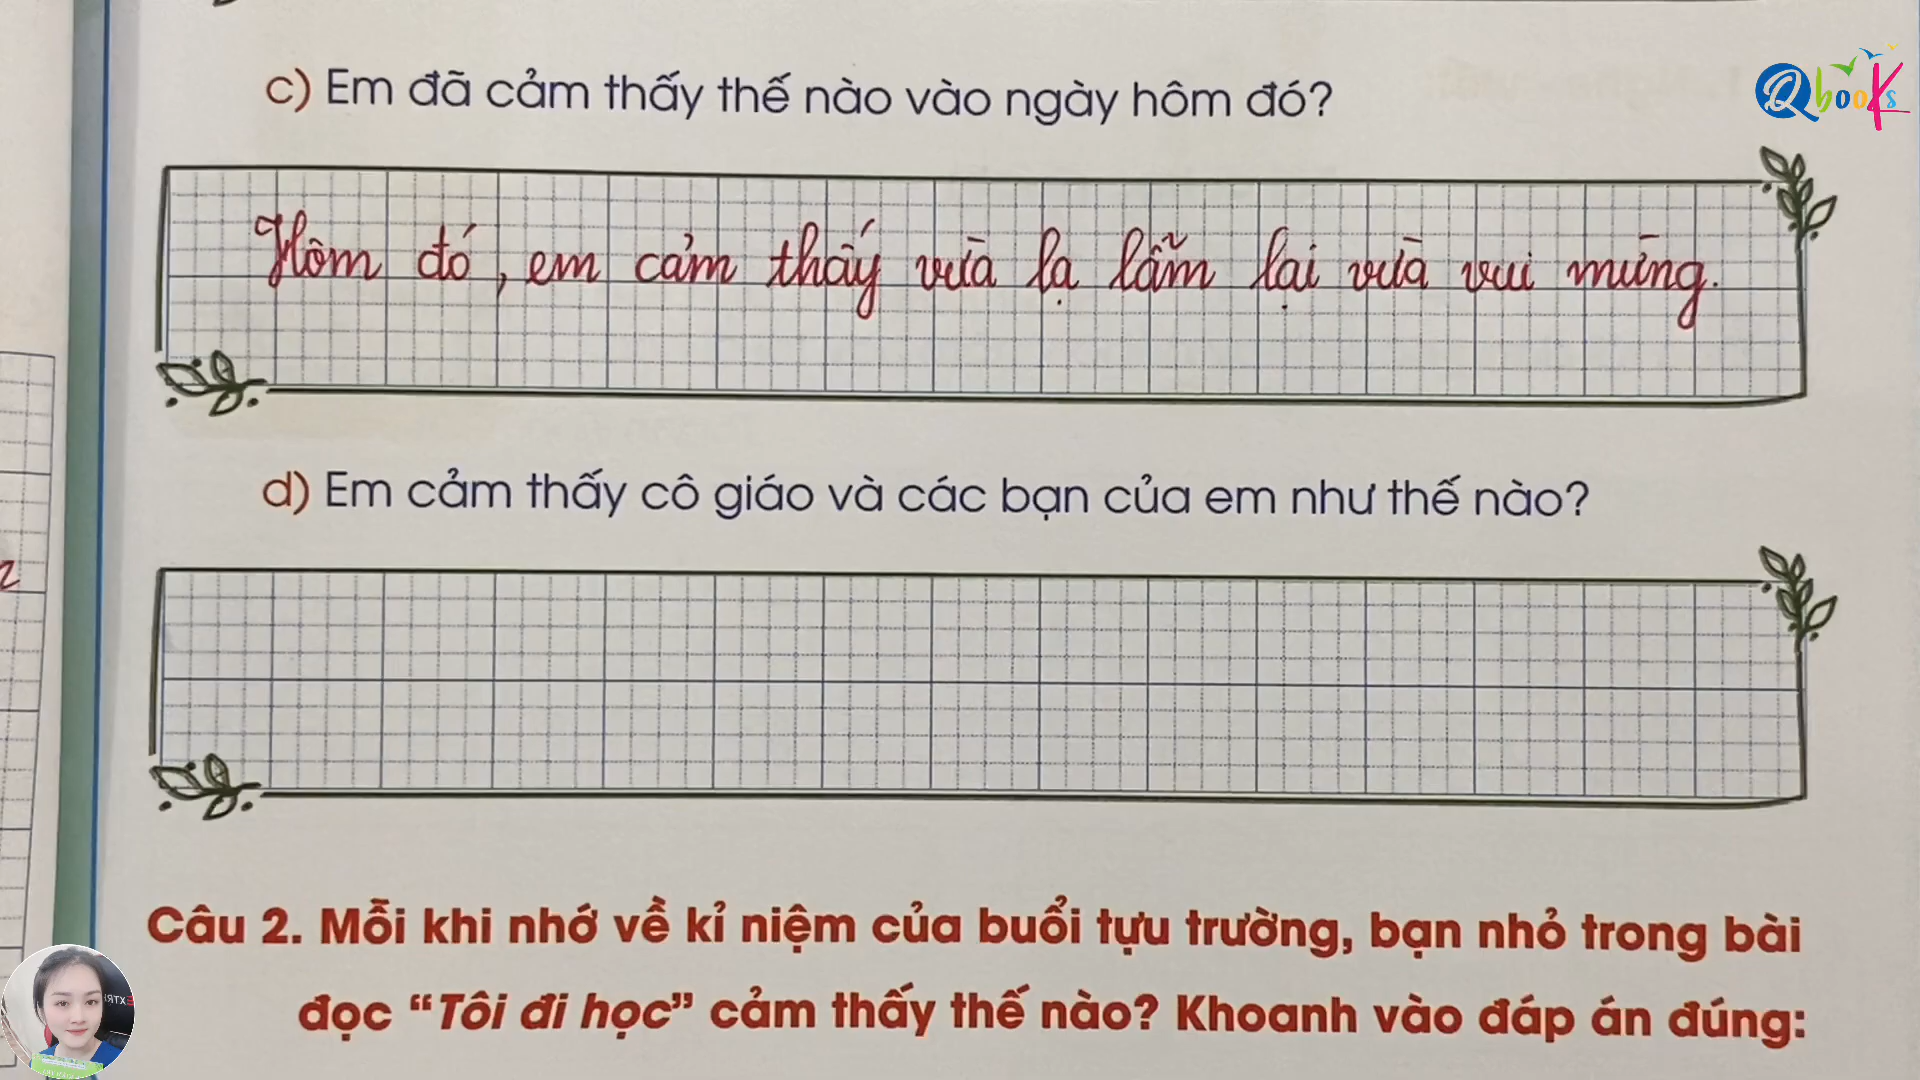 Qbooks
c) Em đã cảm thấy thế nào vào ngày hôm đó?
Hôm đó, em cảm thấy vừa lạ lẫm lại vừa vui mừng.
d) Em cảm thấy cô giáo và các bạn của em như thế nào?
Câu 2. Mỗi khi nhớ về kỉ niệm của buổi tựu trường, bạn nhỏ trong bài
đọc “Tôi đi học” cảm thấy thế nào? Khoanh vào đáp án đúng: